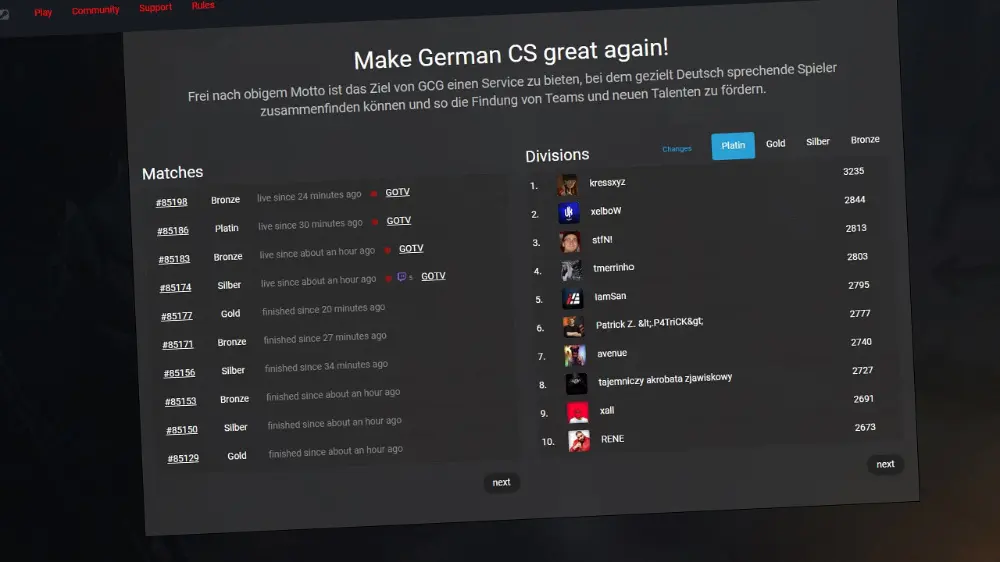 Play Community Support Rules
Make German CS great again!
Frei nach obigem Motto ist das Ziel von GCG einen Service zu bieten, bei dem gezielt Deutsch sprechende Spieler
zusammenfinden können und so die Findung von Teams und neuen Talenten zu fördern.
Matches
#85198 Bronze live since 24 minutes ago GOTV
#85186 Platin live since 30 minutes ago GOTV
#85183 Bronze live since about an hour ago GOTV
#85174 Silber live since about an hour ago 5 GOTV
#85177 Gold finished since 20 minutes ago
#85171 Bronze finished since 27 minutes ago
#85156 Silber finished since 34 minutes ago
#85153 Bronze finished since about an hour ago
#85150 Silber finished since about an hour ago
#85129 Gold finished since about an hour ago
next
Divisions Changes Platin Gold Silber Bronze
1. kressxyz 3235
2. xelboW 2844
3. stfN! 2813
4. tmerrinho 2803
5. IamSan 2795
6. Patrick Z. &lt;.P4TriCK&gt; 2777
7. avenue 2740
8. tajemniczy akrobata zjawiskowy 2727
9. xall 2691
10. RENE 2673
next